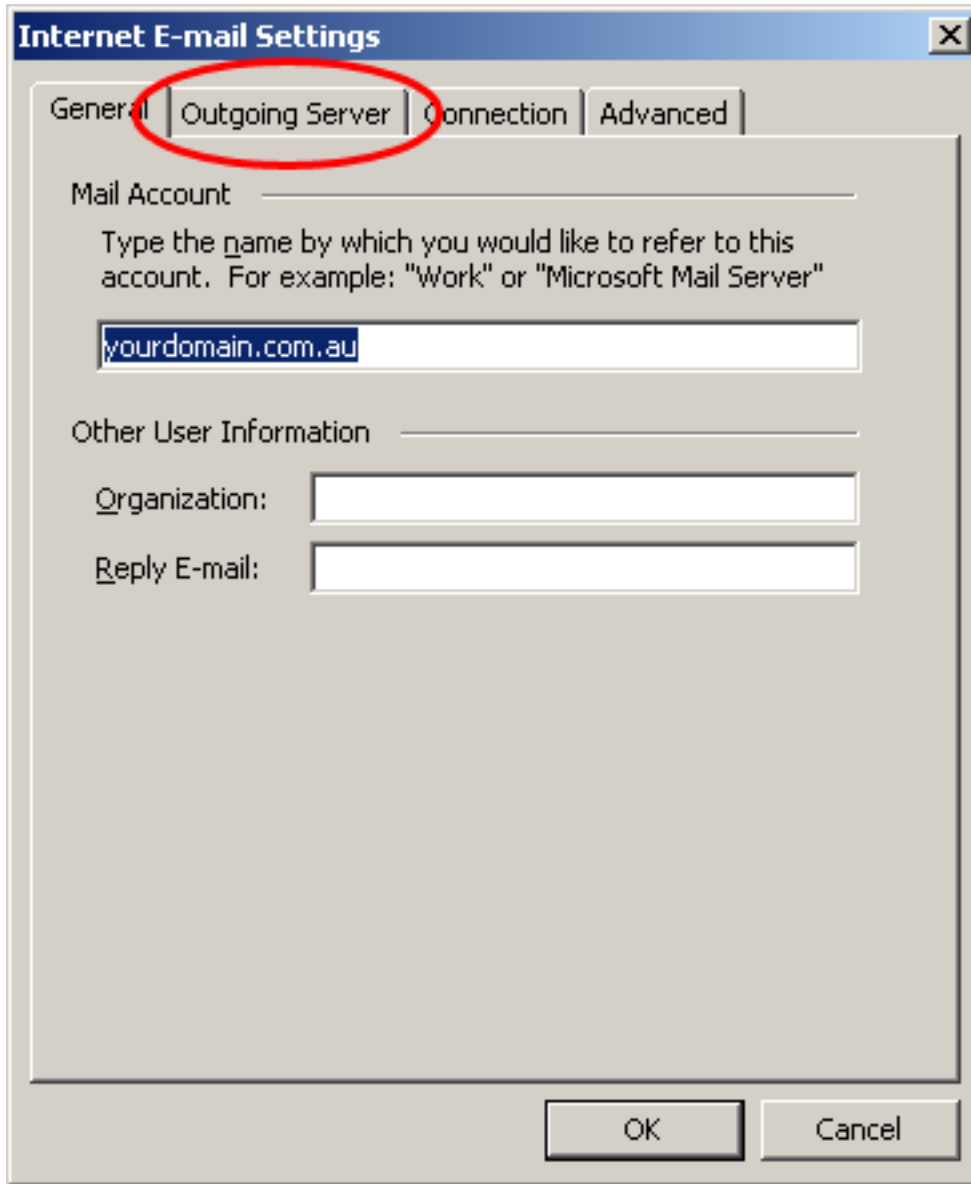 Internet E-mail Settings
General Outgoing Server Connection Advanced
Mail Account
Type the name by which you would like to refer to this
account. For example: "Work" or "Microsoft Mail Server"
yourdomain.com.au
Other User Information
Organization:
Reply E-mail:
OK Cancel